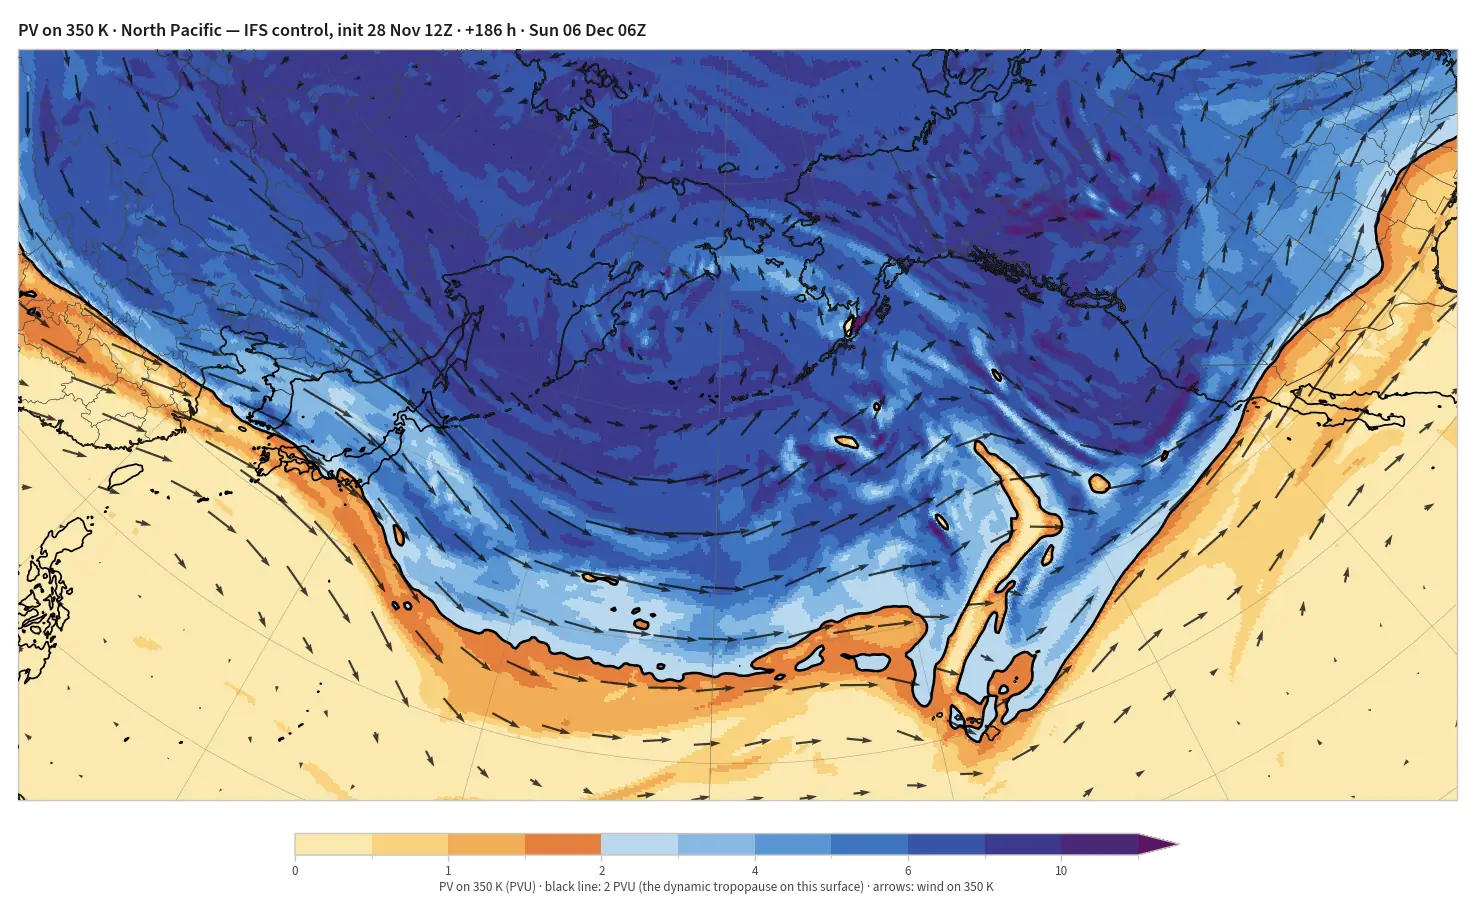 PV on 350 K · North Pacific — IFS control, init 28 Nov 12Z · +186 h · Sun 06 Dec 06Z
0 1 2 4 6 10
PV on 350 K (PVU) · black line: 2 PVU (the dynamic tropopause on this surface) · arrows: wind on 350 K